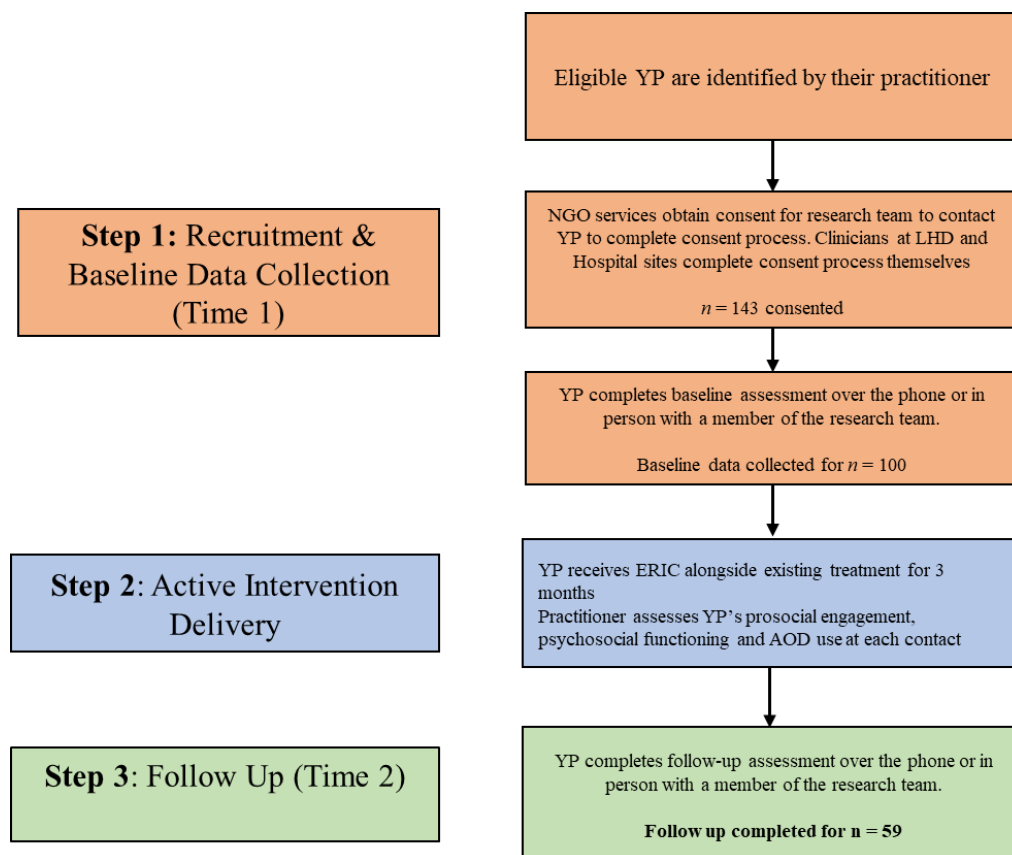 Eligible YP are identified by their practitioner
Step 1: Recruitment &
Baseline Data Collection
(Time 1)
NGO services obtain consent for research team to contact
YP to complete consent process. Clinicians at LHD and
Hospital sites complete consent process themselves
n = 143 consented
YP completes baseline assessment over the phone or in
person with a member of the research team.
Baseline data collected for n = 100
Step 2: Active Intervention
Delivery
YP receives ERIC alongside existing treatment for 3
months
Practitioner assesses YP’s prosocial engagement,
psychosocial functioning and AOD use at each contact
Step 3: Follow Up (Time 2)
YP completes follow-up assessment over the phone or in
person with a member of the research team.
Follow up completed for n = 59